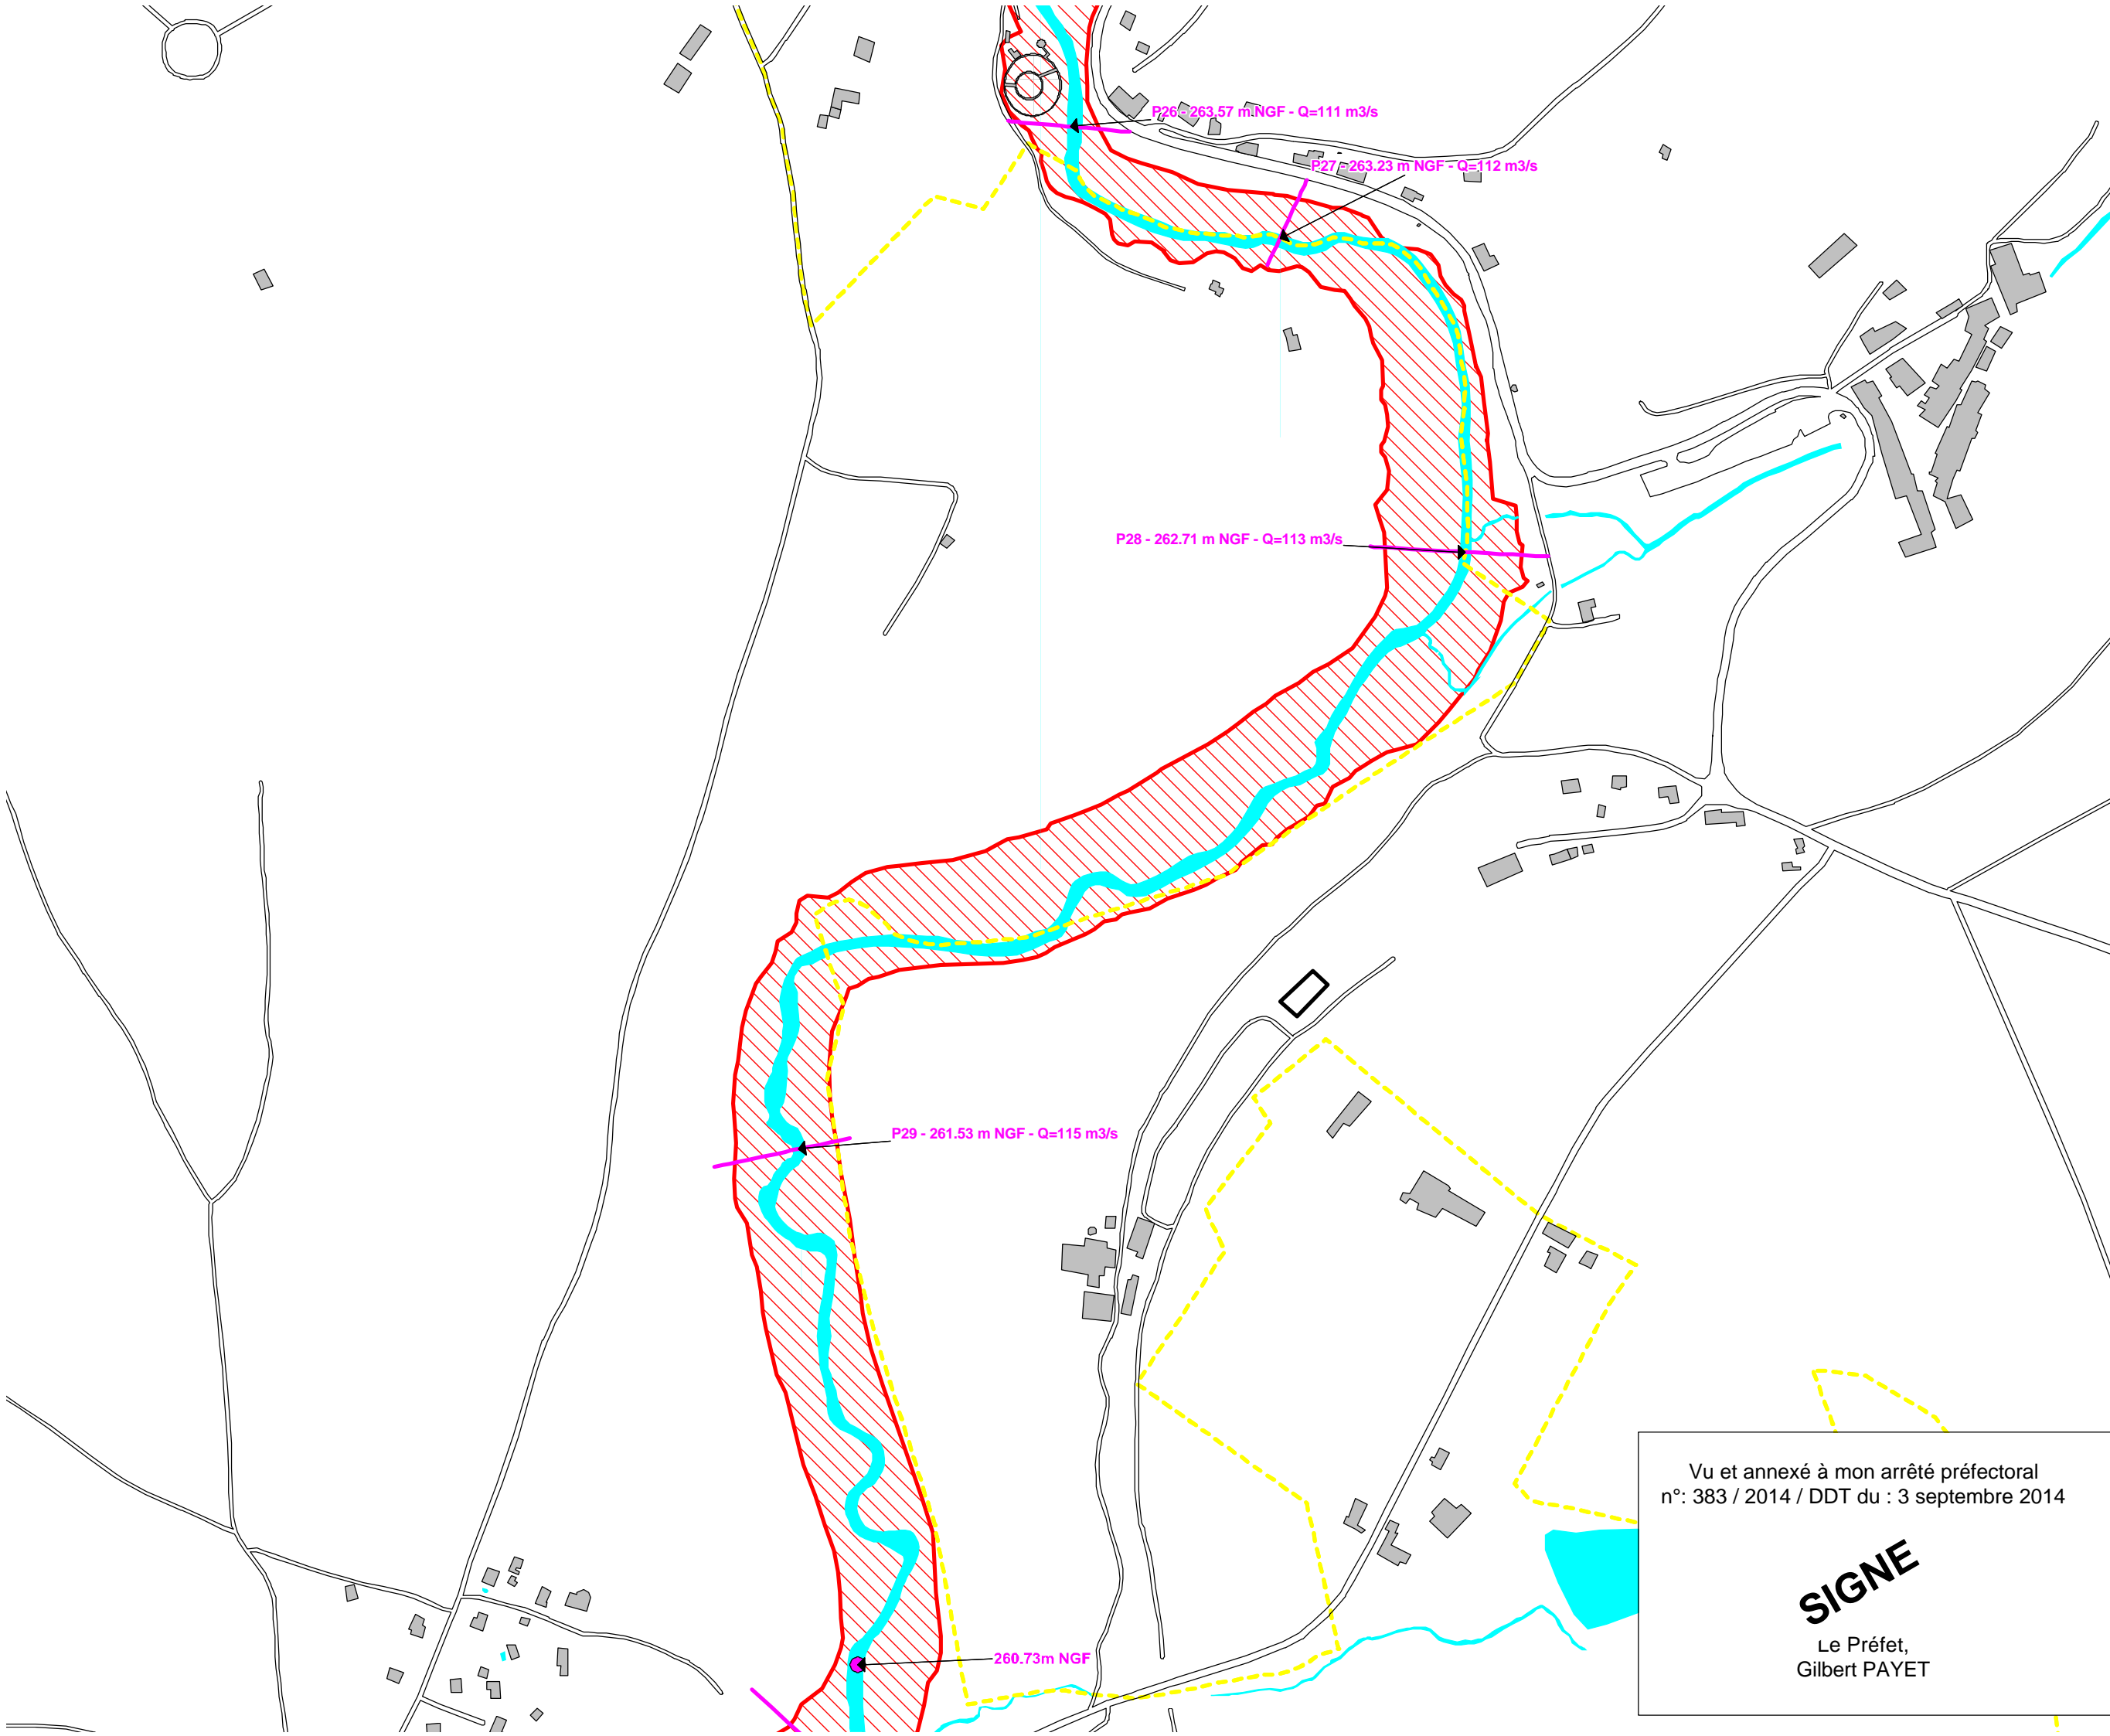 P26 - 263.57 m NGF - Q=111 m3/s
P27 - 263.23 m NGF - Q=112 m3/s
P28 - 262.71 m NGF - Q=113 m3/s
P29 - 261.53 m NGF - Q=115 m3/s
260.73m NGF
Vu et annexé à mon arrêté préfectoral
n°: 383 / 2014 / DDT du : 3 septembre 2014
SIGNE
Le Préfet,
Gilbert PAYET